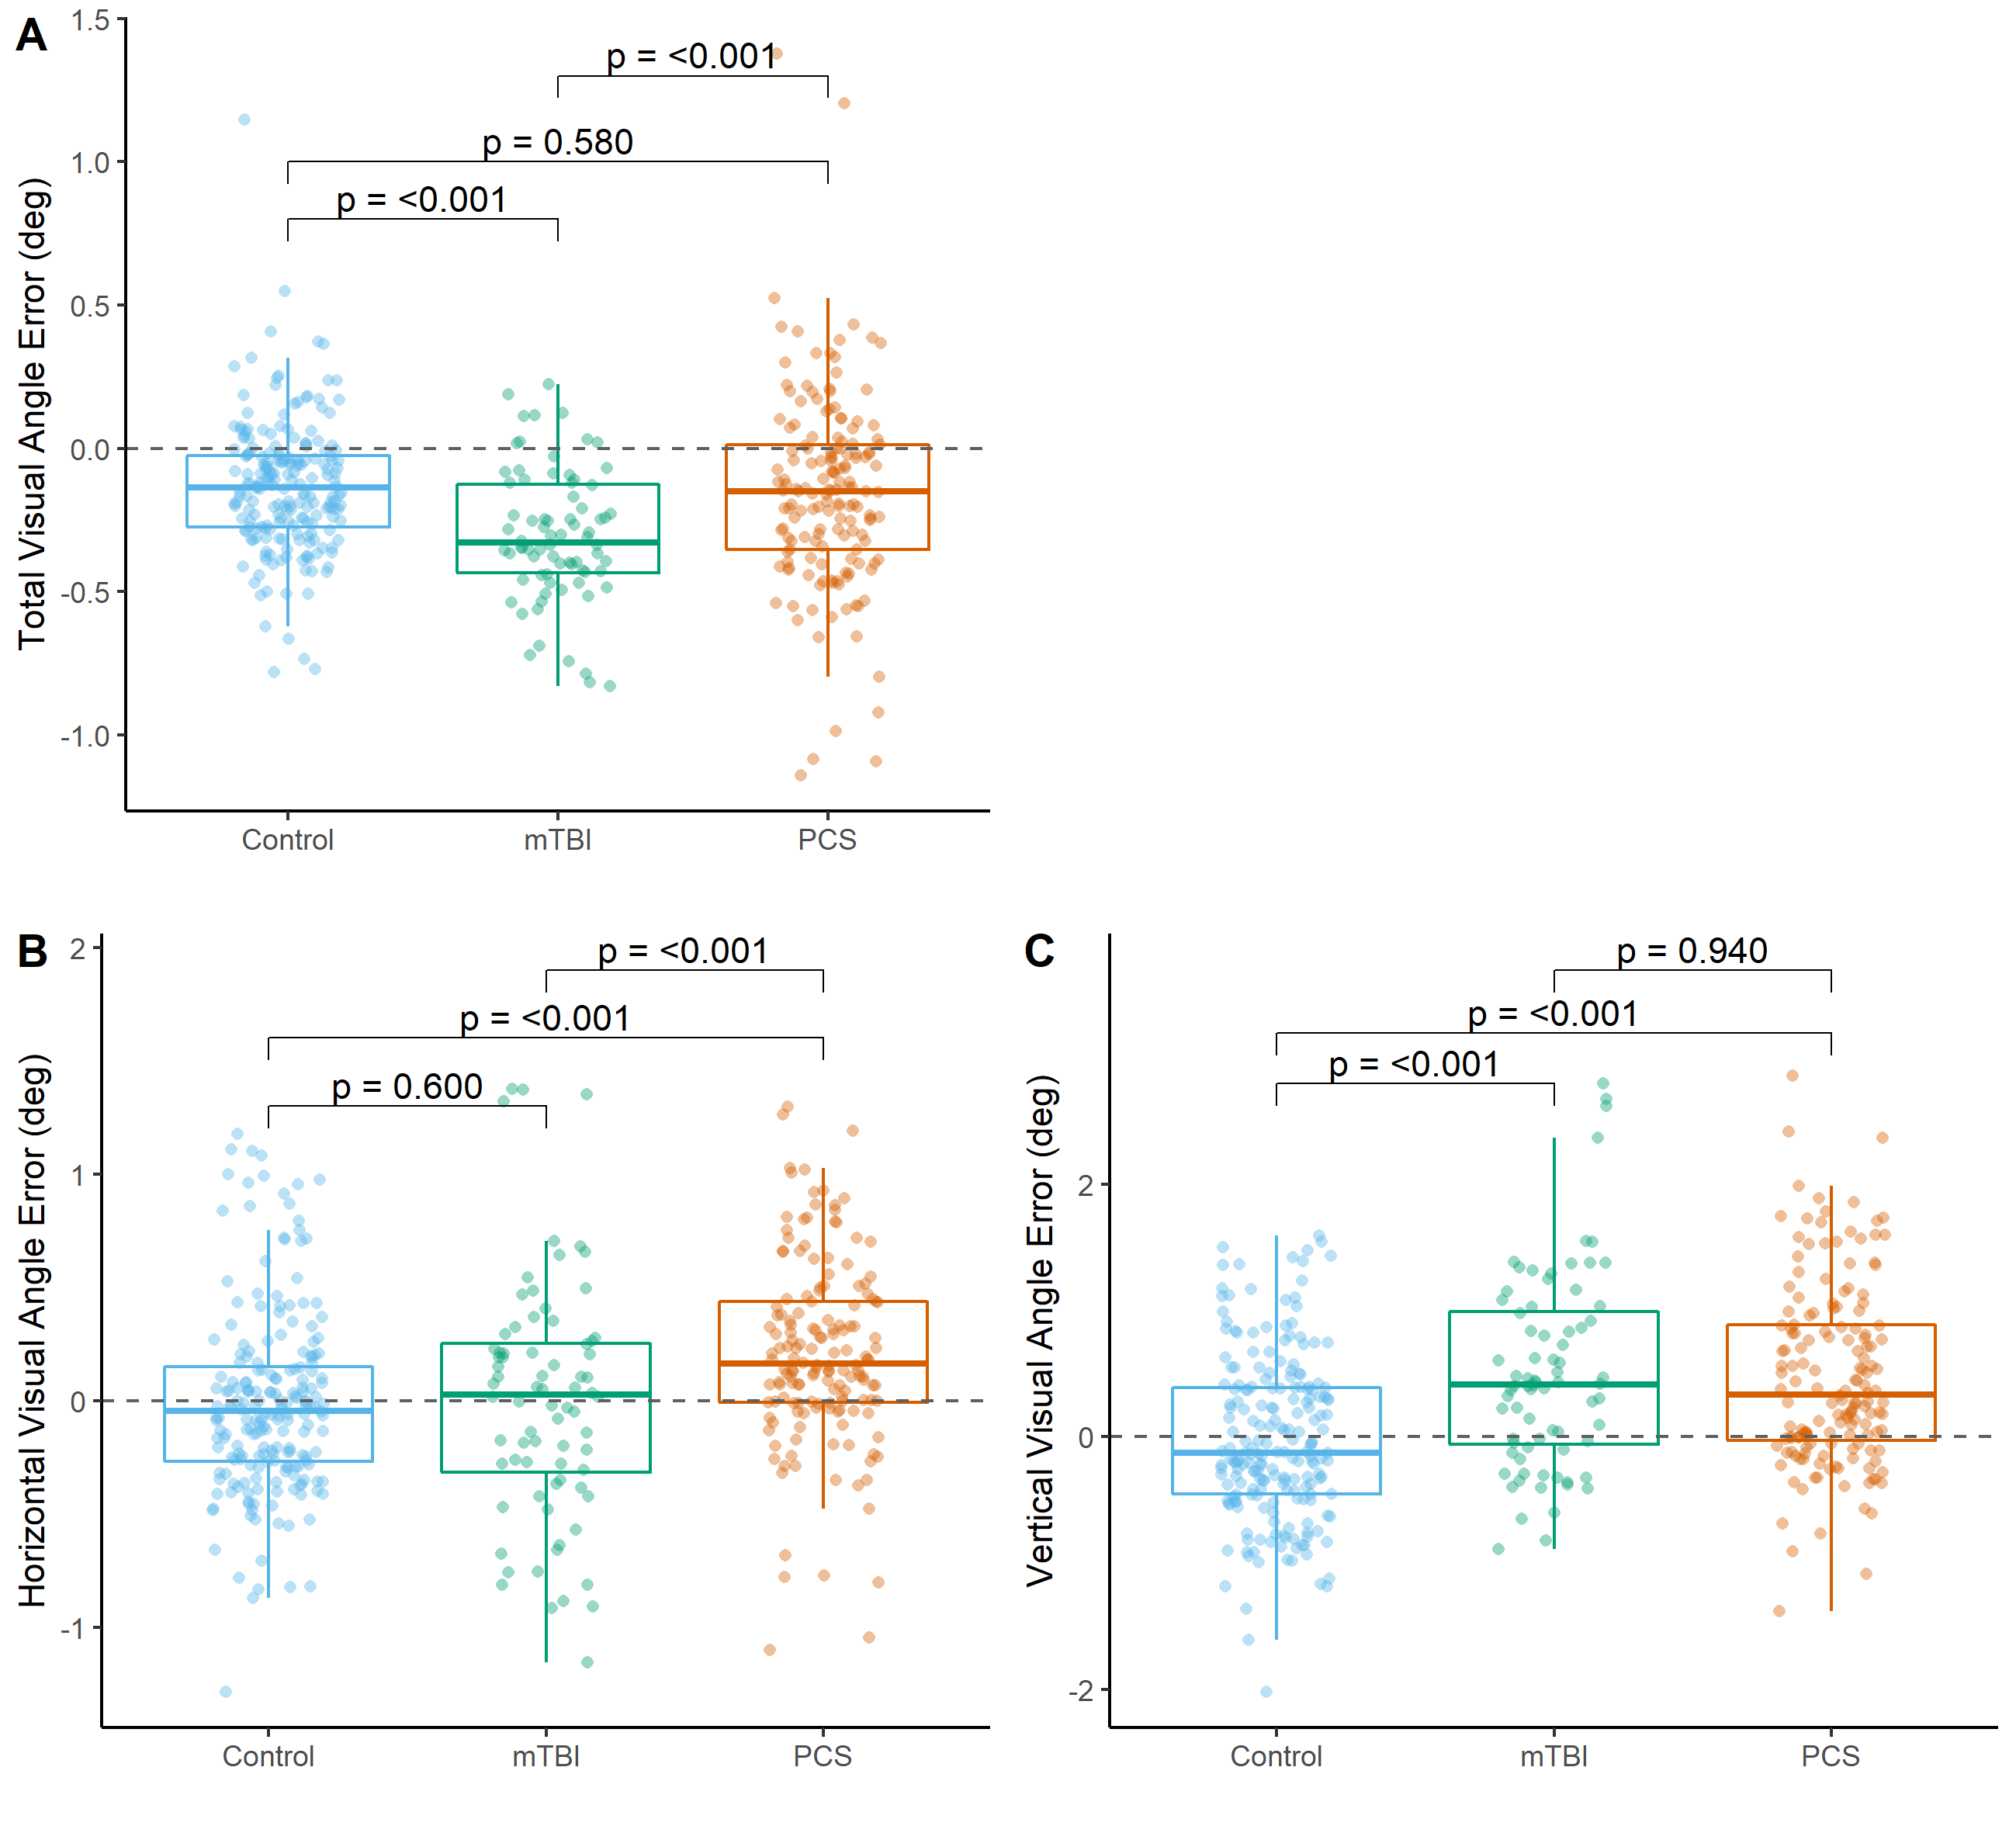 A
Total Visual Angle Error (deg)
1.5
1.0
0.5
0.0
-0.5
-1.0
p = <0.001
p = 0.580
p = <0.001
Control mTBI PCS
B
Horizontal Visual Angle Error (deg)
2
1
0
-1
p = <0.001
p = <0.001
p = 0.600
Control mTBI PCS
C
Vertical Visual Angle Error (deg)
2
0
-2
p = 0.940
p = <0.001
p = <0.001
Control mTBI PCS